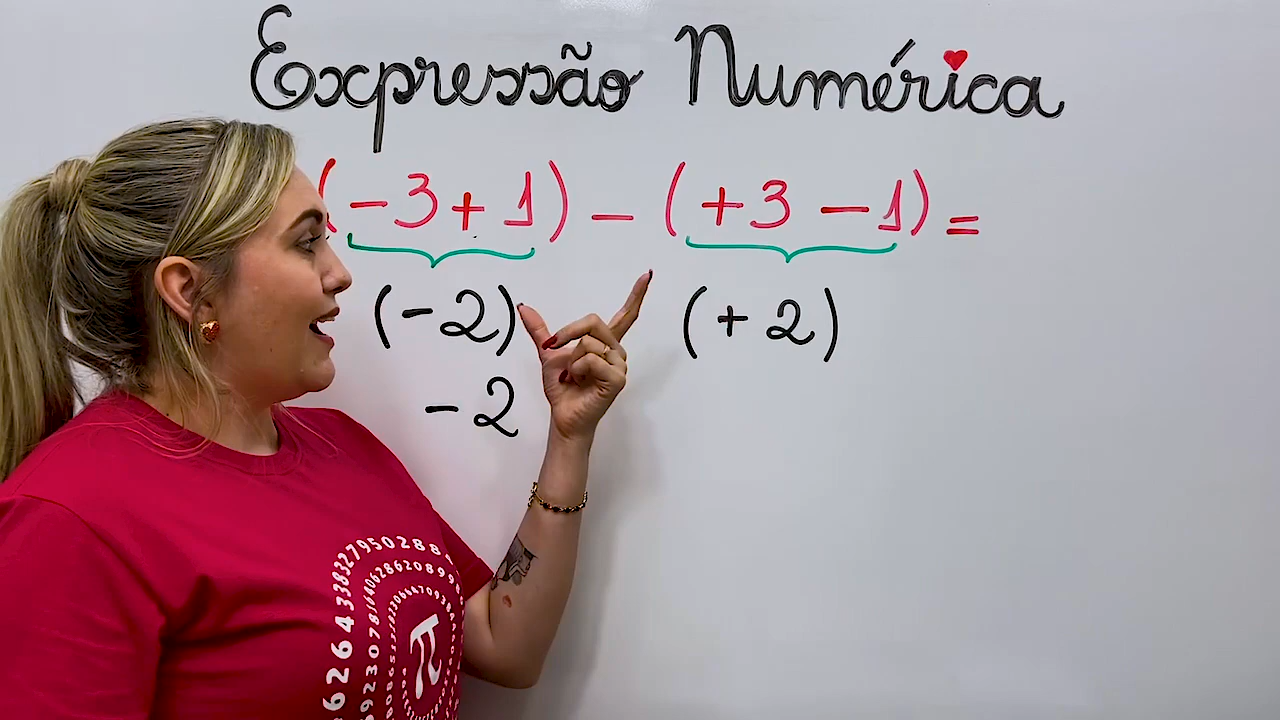 Expressão Numérica
(-3+1) - (+3-1) =
(-2) (+2)
-2
π